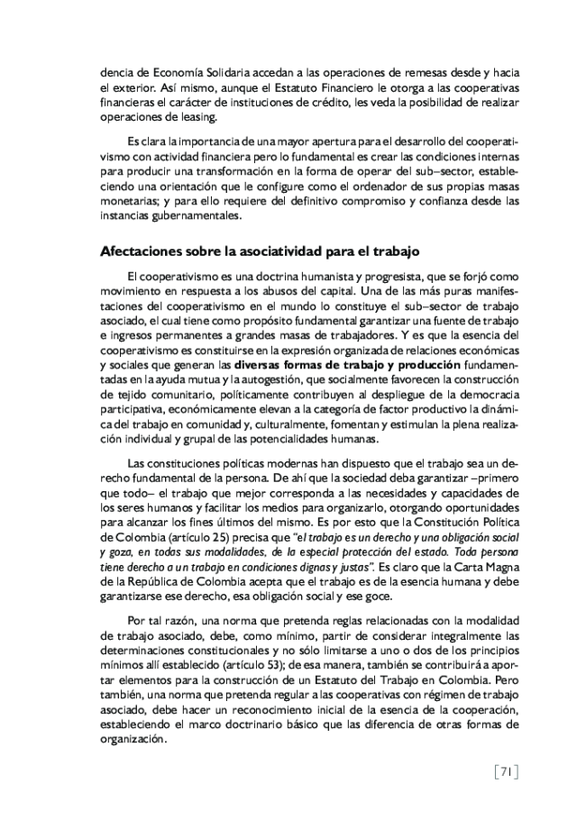 dencia de Economía Solidaria accedan a las operaciones de remesas desde y hacia
el exterior. Así mismo, aunque el Estatuto Financiero le otorga a las cooperativas
financieras el carácter de instituciones de crédito, les veda la posibilidad de realizar
operaciones de leasing.
Es clara la importancia de una mayor apertura para el desarrollo del cooperati-
vismo con actividad financiera pero lo fundamental es crear las condiciones internas
para producir una transformación en la forma de operar del sub–sector, estable-
ciendo una orientación que le configure como el ordenador de sus propias masas
monetarias; y para ello requiere del definitivo compromiso y confianza desde las
instancias gubernamentales.
Afectaciones sobre la asociatividad para el trabajo
El cooperativismo es una doctrina humanista y progresista, que se forjó como
movimiento en respuesta a los abusos del capital. Una de las más puras manifes-
taciones del cooperativismo en el mundo lo constituye el sub–sector de trabajo
asociado, el cual tiene como propósito fundamental garantizar una fuente de trabajo
e ingresos permanentes a grandes masas de trabajadores. Y es que la esencia del
cooperativismo es constituirse en la expresión organizada de relaciones económicas
y sociales que generan las diversas formas de trabajo y producción fundamen-
tadas en la ayuda mutua y la autogestión, que socialmente favorecen la construcción
de tejido comunitario, políticamente contribuyen al despliegue de la democracia
participativa, económicamente elevan a la categoría de factor productivo la dinámi-
ca del trabajo en comunidad y, culturalmente, fomentan y estimulan la plena realiza-
ción individual y grupal de las potencialidades humanas.
Las constituciones políticas modernas han dispuesto que el trabajo sea un de-
recho fundamental de la persona. De ahí que la sociedad deba garantizar –primero
que todo– el trabajo que mejor corresponda a las necesidades y capacidades de
los seres humanos y facilitar los medios para organizarlo, otorgando oportunidades
para alcanzar los fines últimos del mismo. Es por esto que la Constitución Política
de Colombia (artículo 25) precisa que “el trabajo es un derecho y una obligación social
y goza, en todas sus modalidades, de la especial protección del estado. Toda persona
tiene derecho a un trabajo en condiciones dignas y justas”. Es claro que la Carta Magna
de la República de Colombia acepta que el trabajo es de la esencia humana y debe
garantizarse ese derecho, esa obligación social y ese goce.
Por tal razón, una norma que pretenda reglas relacionadas con la modalidad
de trabajo asociado, debe, como mínimo, partir de considerar integralmente las
determinaciones constitucionales y no sólo limitarse a uno o dos de los principios
mínimos allí establecido (artículo 53); de esa manera, también se contribuirá a apor-
tar elementos para la construcción de un Estatuto del Trabajo en Colombia. Pero
también, una norma que pretenda regular a las cooperativas con régimen de trabajo
asociado, debe hacer un reconocimiento inicial de la esencia de la cooperación,
estableciendo el marco doctrinario básico que las diferencia de otras formas de
organización.
[71]